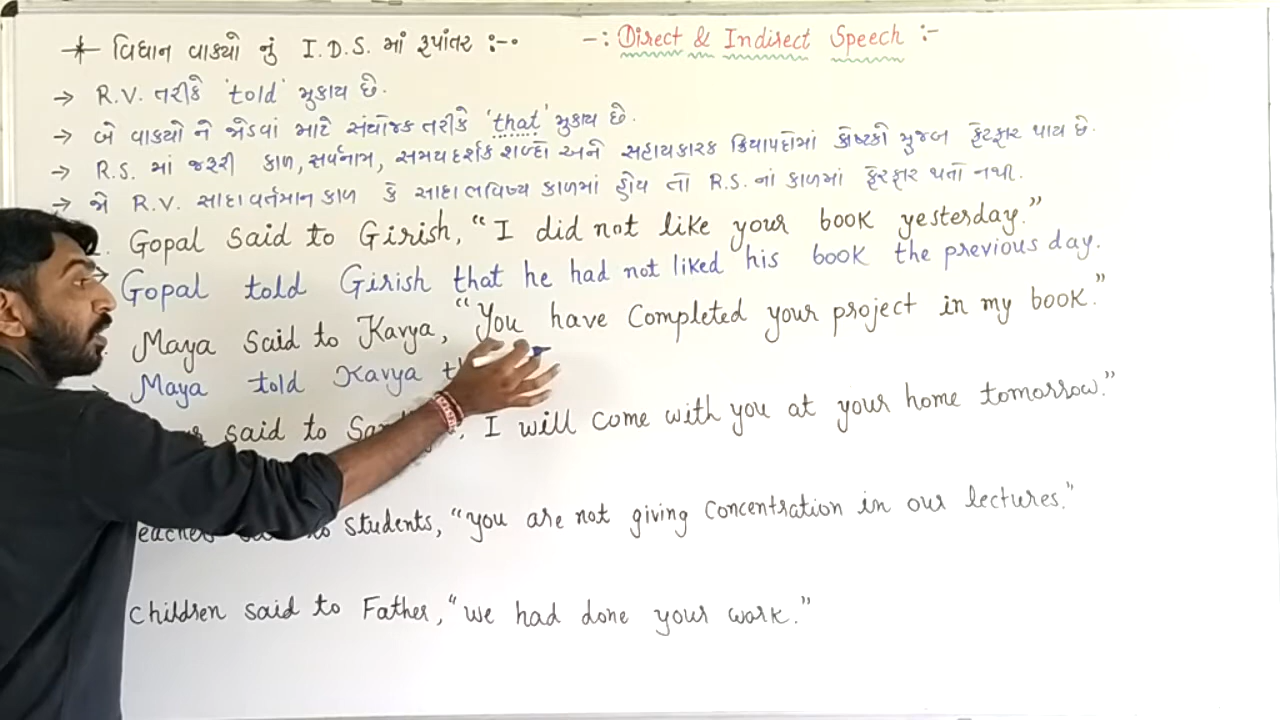 * વિધાન વાક્યો નું I.D.S. માં રૂપાંતર :-
-: Direct & Indirect Speech :-
→ R.V. તરીકે 'told' મુકાય છે.
→ બે વાક્યો ને જોડવાં માટે સંયોજક તરીકે 'that' મુકાય છે.
→ R.S. માં જરૂરી કાળ, સર્વનામ, સમયદર્શક શબ્દો અને સહાયકારક ક્રિયાપદોમાં કોષ્ટકો મુજબ ફેરફાર થાય છે.
→ જો R.V. સાદા વર્તમાન કાળ કે સાદા ભવિષ્ય કાળમાં હોય તો R.S. નાં કાળમાં ફેરફાર થતો નથી.
Gopal said to Girish, "I did not like your book yesterday."
→ Gopal told Girish that he had not liked his book the previous day.
Maya said to Kavya, "You have completed your project in my book."
Maya told Kavya
said to I will come with you at your home tomorrow."
students, "you are not giving concentration in our lectures."
children said to Father, "we had done your work."